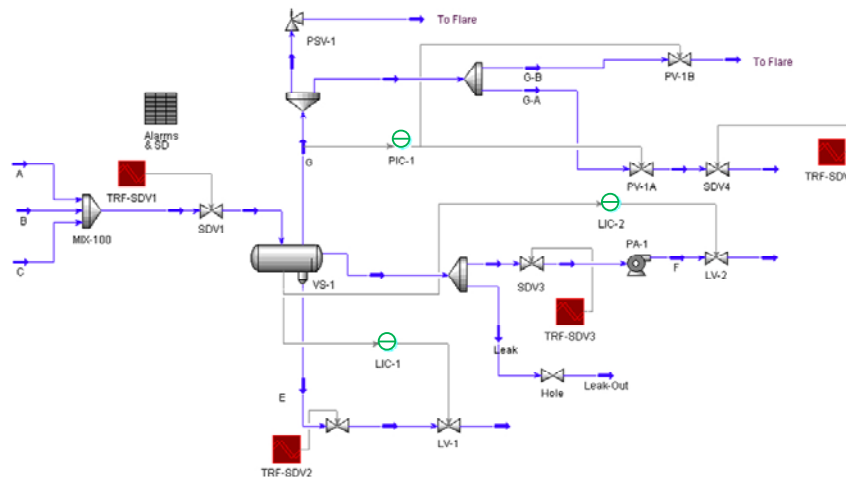 To Flare
PSV-1
To Flare
G-B
G-A
PV-1B
Alarms
& SD
A
TRF-SDV1
G
PIC-1
PV-1A
SDV4
TRF-SDV
B
SDV1
MIX-100
LIC-2
C
PA-1
VS-1
SDV3
F
LV-2
TRF-SDV3
Leak
LIC-1
Hole
Leak-Out
E
LV-1
TRF-SDV2